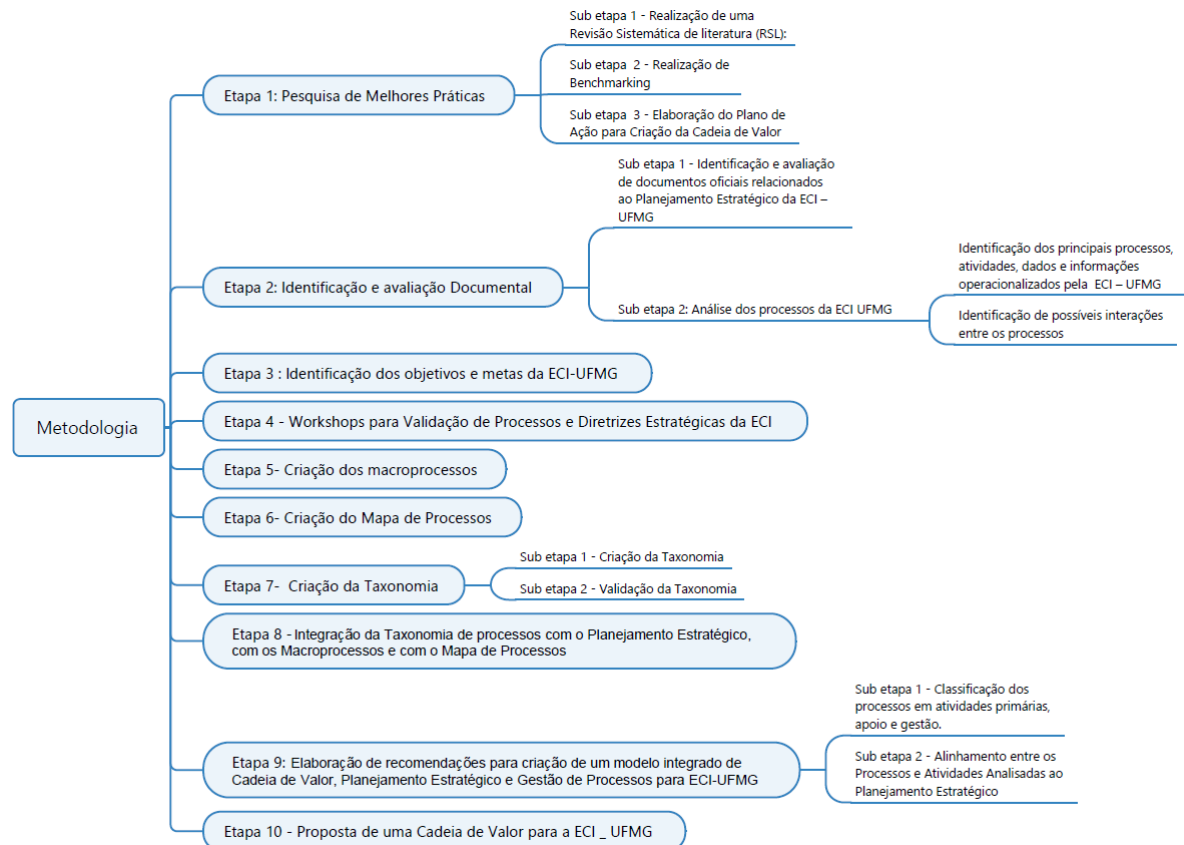 Metodologia
Etapa 1: Pesquisa de Melhores Práticas
Sub etapa 1 - Realização de uma
Revisão Sistemática de literatura (RSL):
Sub etapa 2 - Realização de
Benchmarking
Sub etapa 3 - Elaboração do Plano de
Ação para Criação da Cadeia de Valor
Etapa 2: Identificação e avaliação Documental
Sub etapa 1 - Identificação e avaliação
de documentos oficiais relacionados
ao Planejamento Estratégico da ECI –
UFMG
Sub etapa 2: Análise dos processos da ECI UFMG
Identificação dos principais processos,
atividades, dados e informações
operacionalizados pela ECI – UFMG
Identificação de possíveis interações
entre os processos
Etapa 3 : Identificação dos objetivos e metas da ECI-UFMG
Etapa 4 - Workshops para Validação de Processos e Diretrizes Estratégicas da ECI
Etapa 5- Criação dos macroprocessos
Etapa 6- Criação do Mapa de Processos
Etapa 7- Criação da Taxonomia
Sub etapa 1 - Criação da Taxonomia
Sub etapa 2 - Validação da Taxonomia
Etapa 8 - Integração da Taxonomia de processos com o Planejamento Estratégico,
com os Macroprocessos e com o Mapa de Processos
Etapa 9: Elaboração de recomendações para criação de um modelo integrado de
Cadeia de Valor, Planejamento Estratégico e Gestão de Processos para ECI-UFMG
Sub etapa 1 - Classificação dos
processos em atividades primárias,
apoio e gestão.
Sub etapa 2 - Alinhamento entre os
Processos e Atividades Analisadas ao
Planejamento Estratégico
Etapa 10 - Proposta de uma Cadeia de Valor para a ECI _ UFMG